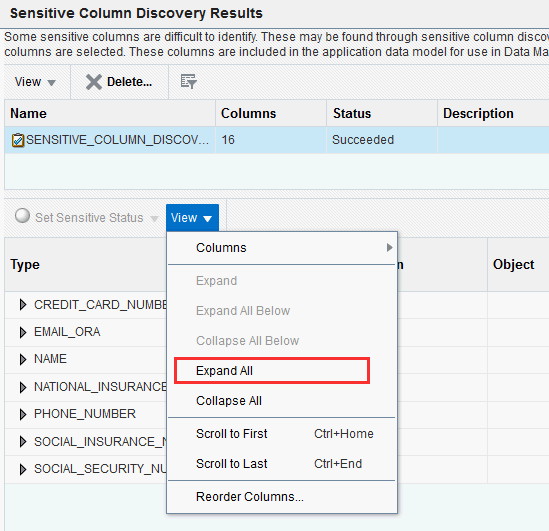 Sensitive Column Discovery Results
Some sensitive columns are difficult to identify. These may be found through sensitive column disco
columns are selected. These columns are included in the application data model for use in Data Ma
View Delete...
Name Columns Status Description
SENSITIVE_COLUMN_DISCOV... 16 Succeeded
Set Sensitive Status View
Type Object
Columns
Expand
Expand All Below
Collapse All Below
Expand All
Collapse All
Scroll to First Ctrl+Home
Scroll to Last Ctrl+End
Reorder Columns...
CREDIT_CARD_NUMBE
EMAIL_ORA
NAME
NATIONAL_INSURANCE
PHONE_NUMBER
SOCIAL_INSURANCE_N
SOCIAL_SECURITY_NU